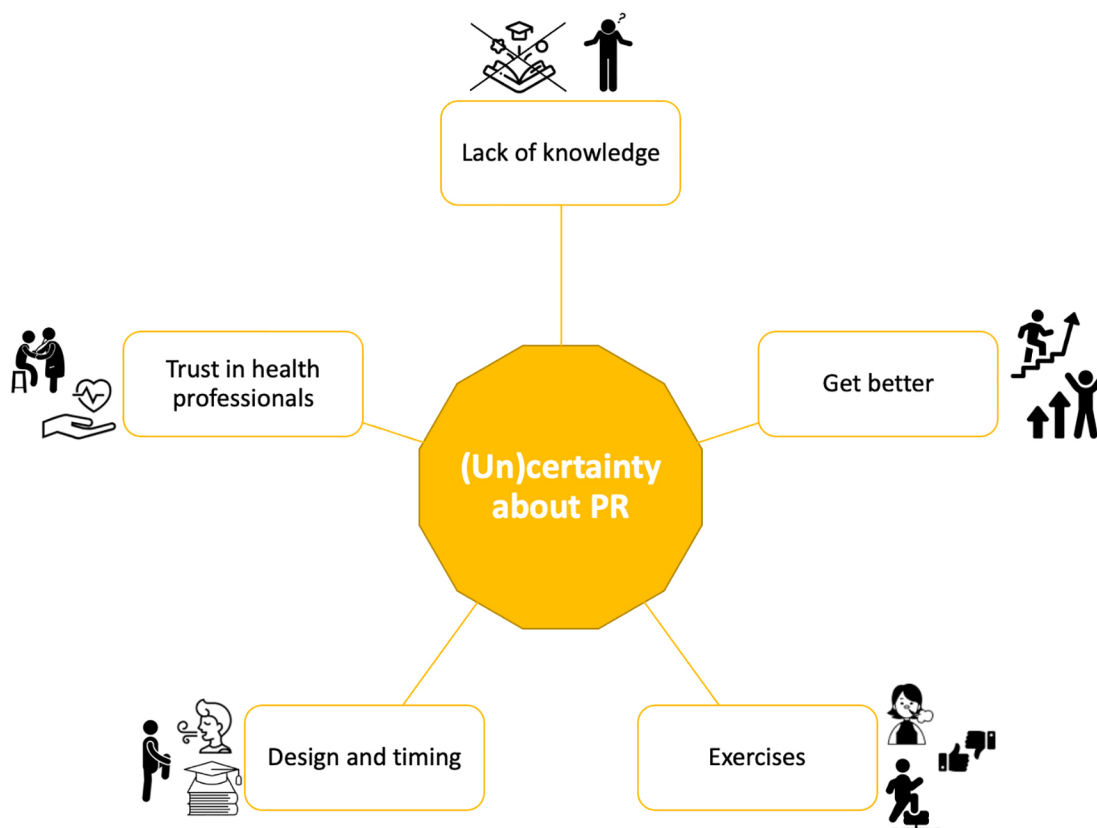 ?
Lack of knowledge
Trust in health
professionals
Get better
(Un)certainty
about PR
Design and timing
Exercises